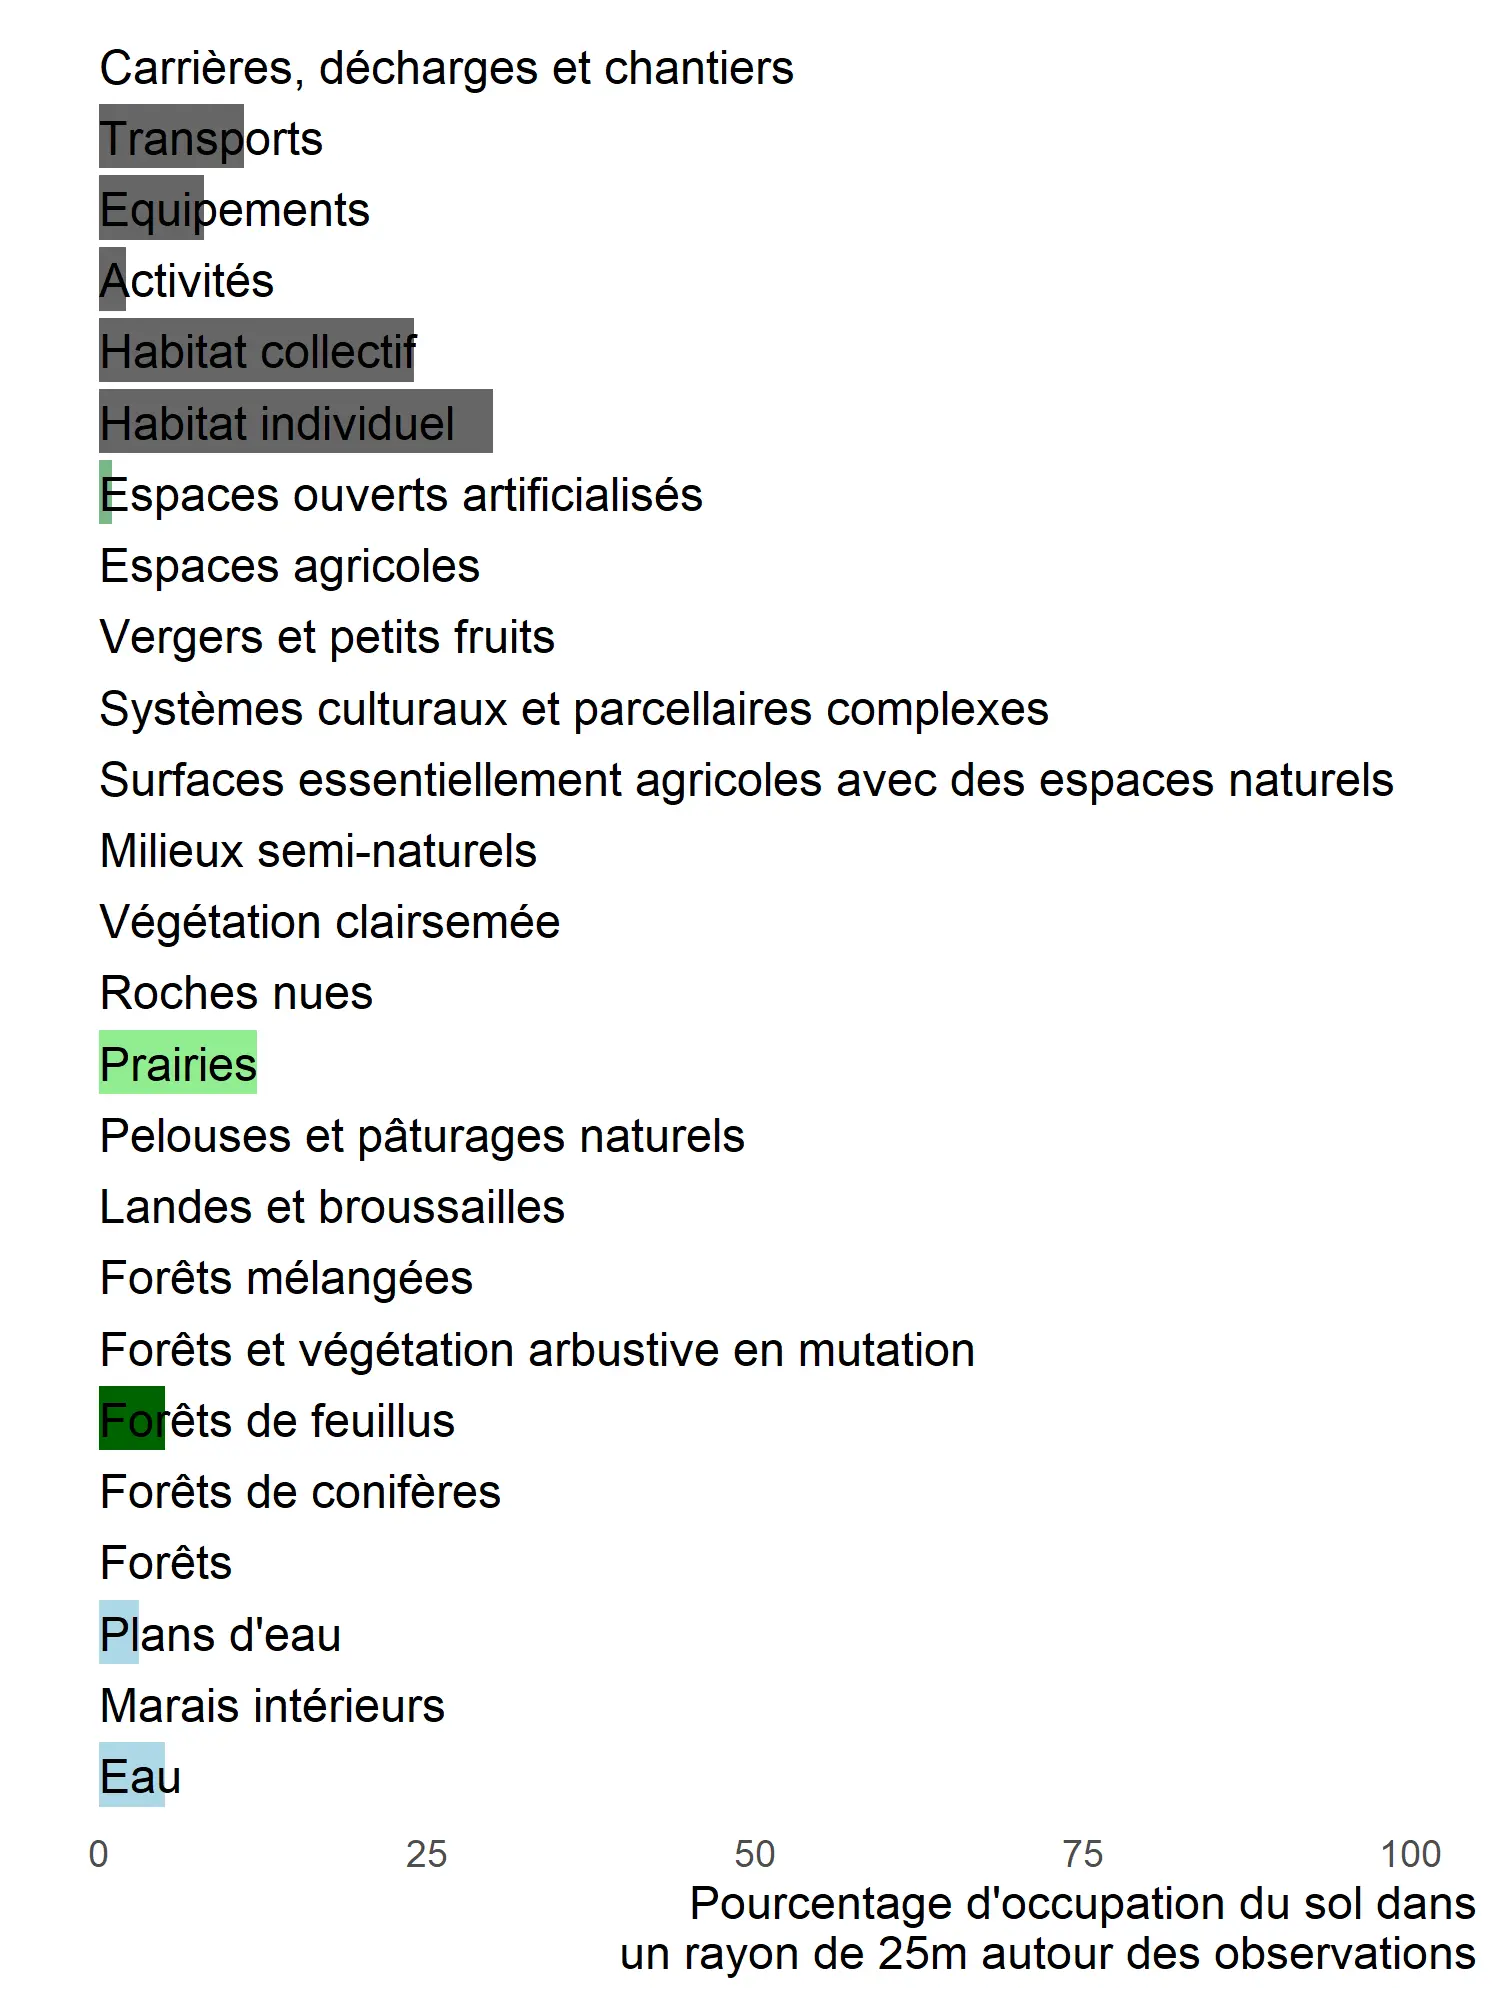 Carrières, décharges et chantiers
Transports
Equipements
Activités
Habitat collectif
Habitat individuel
Espaces ouverts artificialisés
Espaces agricoles
Vergers et petits fruits
Systèmes culturaux et parcellaires complexes
Surfaces essentiellement agricoles avec des espaces naturels
Milieux semi-naturels
Végétation clairsemée
Roches nues
Prairies
Pelouses et pâturages naturels
Landes et broussailles
Forêts mélangées
Forêts et végétation arbustive en mutation
Forêts de feuillus
Forêts de conifères
Forêts
Plans d'eau
Marais intérieurs
Eau
0 25 50 75 100
Pourcentage d'occupation du sol dans
un rayon de 25m autour des observations